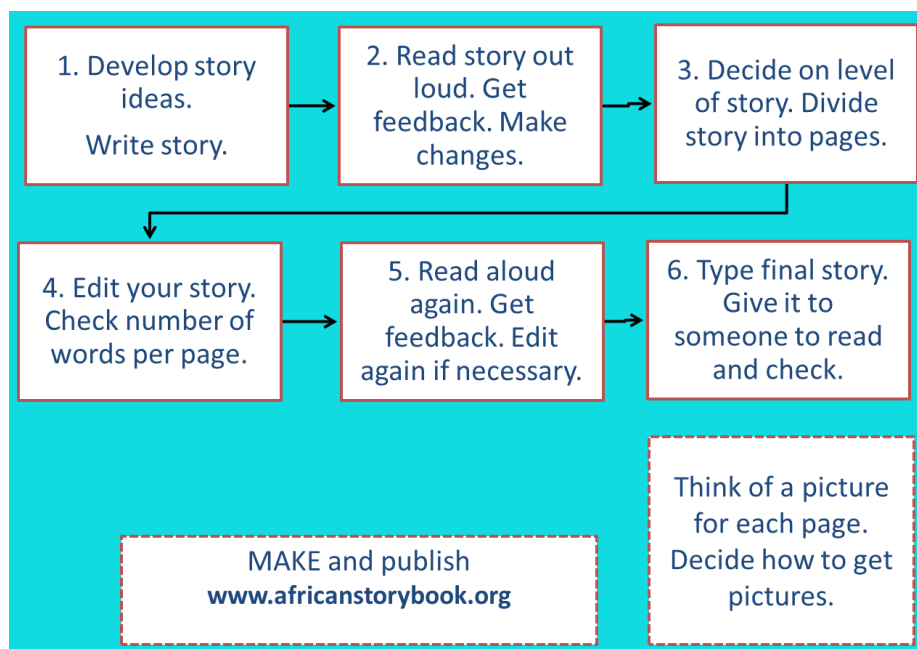 1. Develop story
ideas.
Write story.
2. Read story out
loud. Get
feedback. Make
changes.
3. Decide on level
of story. Divide
story into pages.
4. Edit your story.
Check number of
words per page.
5. Read aloud
again. Get
feedback. Edit
again if necessary.
6. Type final story.
Give it to
someone to read
and check.
Think of a picture
for each page.
Decide how to get
pictures.
MAKE and publish
www.africanstorybook.org